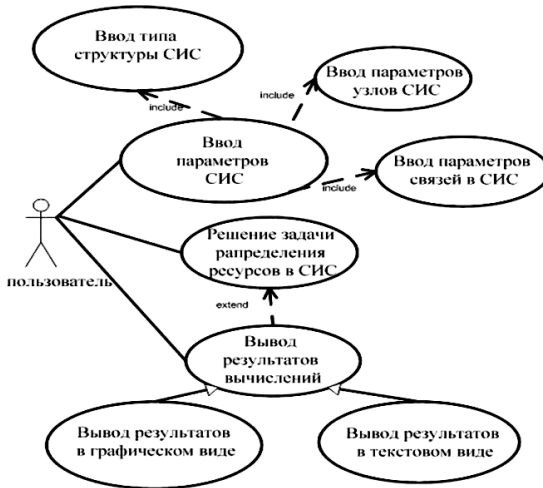 Ввод типа
структуры СИС
include
include
Ввод параметров
узлов СИС
Ввод
параметров
СИС
include
Ввод параметров
связей в СИС
пользователь
Решение задачи
рапределения
ресурсов в СИС
extend
Вывод
результатов
вычислений
Вывод результатов
в графическом виде
Вывод результатов
в текстовом виде